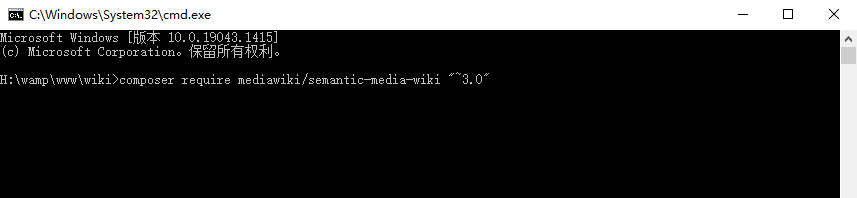 C:\Windows\System32\cmd.exe
Microsoft Windows [版本 10.0.19043.1415]
(c) Microsoft Corporation。保留所有权利。
H:\wamp\www\wiki>composer require mediawiki/semantic-media-wiki "~3.0"